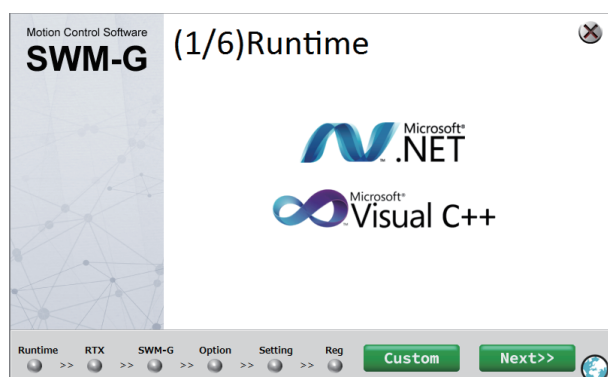 Motion Control Software
SWM-G
(1/6)Runtime
Microsoft®
.NET
Microsoft®
Visual C++
Runtime >> RTX >> SWM-G >> Option >> Setting >> Reg
Custom
Next>>